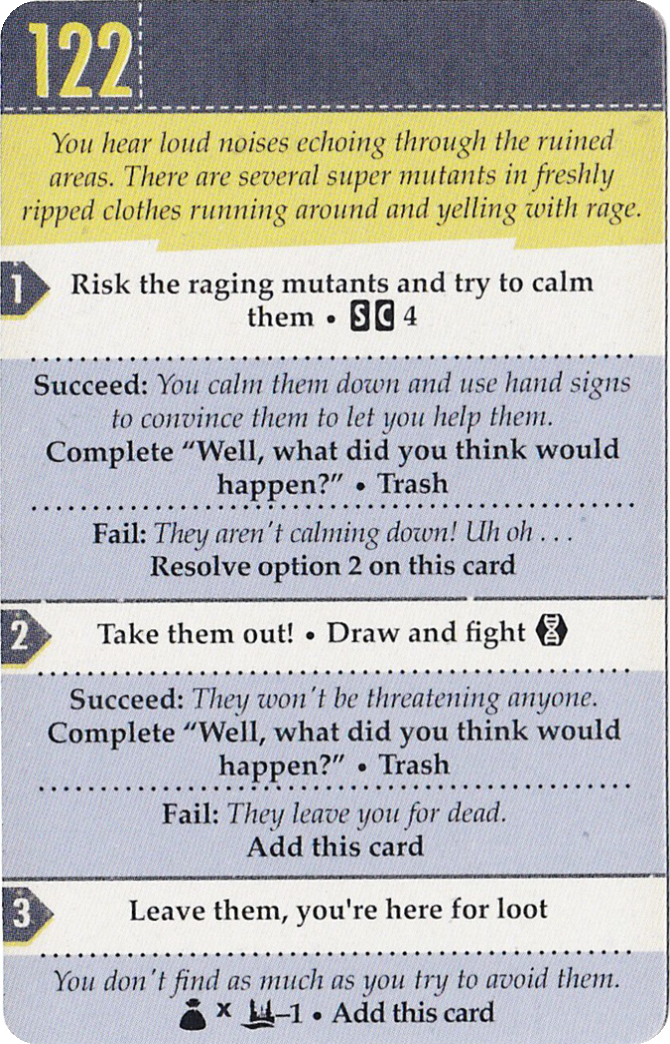 122
You hear loud noises echoing through the ruined
areas. There are several super mutants in freshly
ripped clothes running around and yelling with rage.
1
Risk the raging mutants and try to calm
them • S C 4
Succeed: You calm them down and use hand signs
to convince them to let you help them.
Complete “Well, what did you think would
happen?” • Trash
Fail: They aren't calming down! Uh oh . . .
Resolve option 2 on this card
2
Take them out! • Draw and fight
Succeed: They won't be threatening anyone.
Complete “Well, what did you think would
happen?” • Trash
Fail: They leave you for dead.
Add this card
3
Leave them, you're here for loot
You don't find as much as you try to avoid them.
x –1 • Add this card